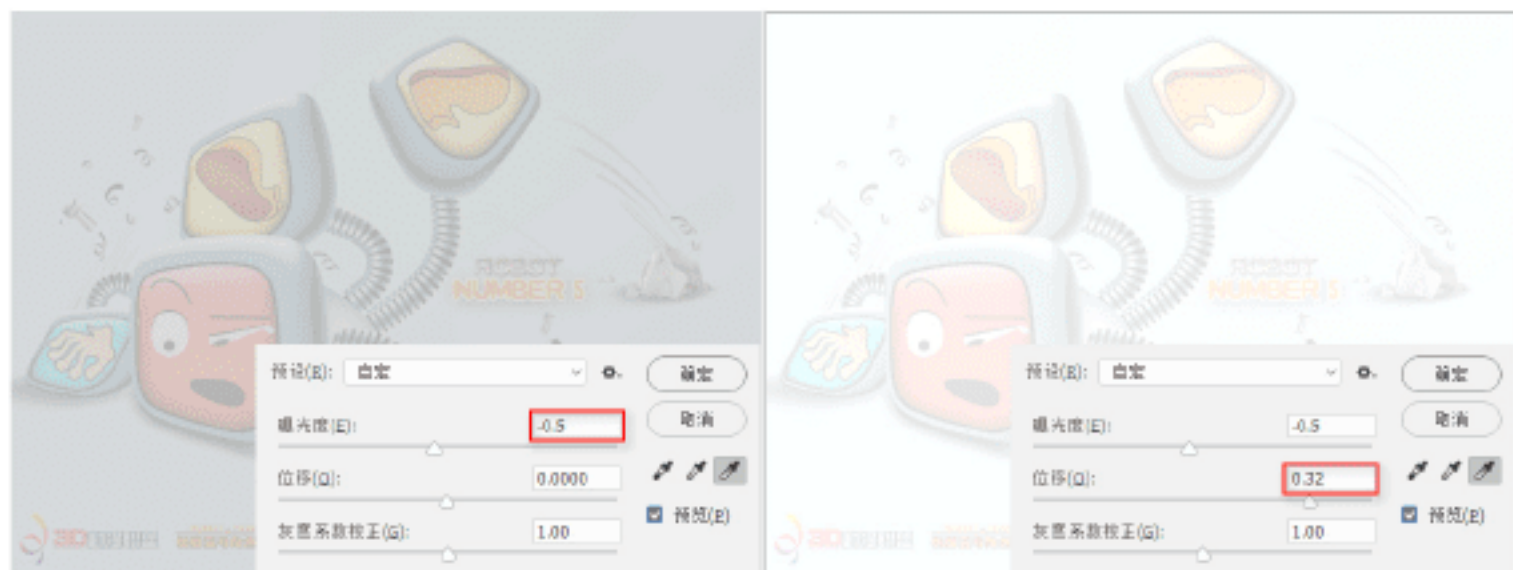 ROBOT
NUMBER 5
预设(R): 自定
确定
曝光度(E): -0.5
取消
位移(O): 0.0000
预览(P)
灰度系数校正(G): 1.00
3D
ROBOT
NUMBER 5
预设(R): 自定
确定
曝光度(E): -0.5
取消
位移(O): 0.32
预览(P)
灰度系数校正(G): 1.00
3D